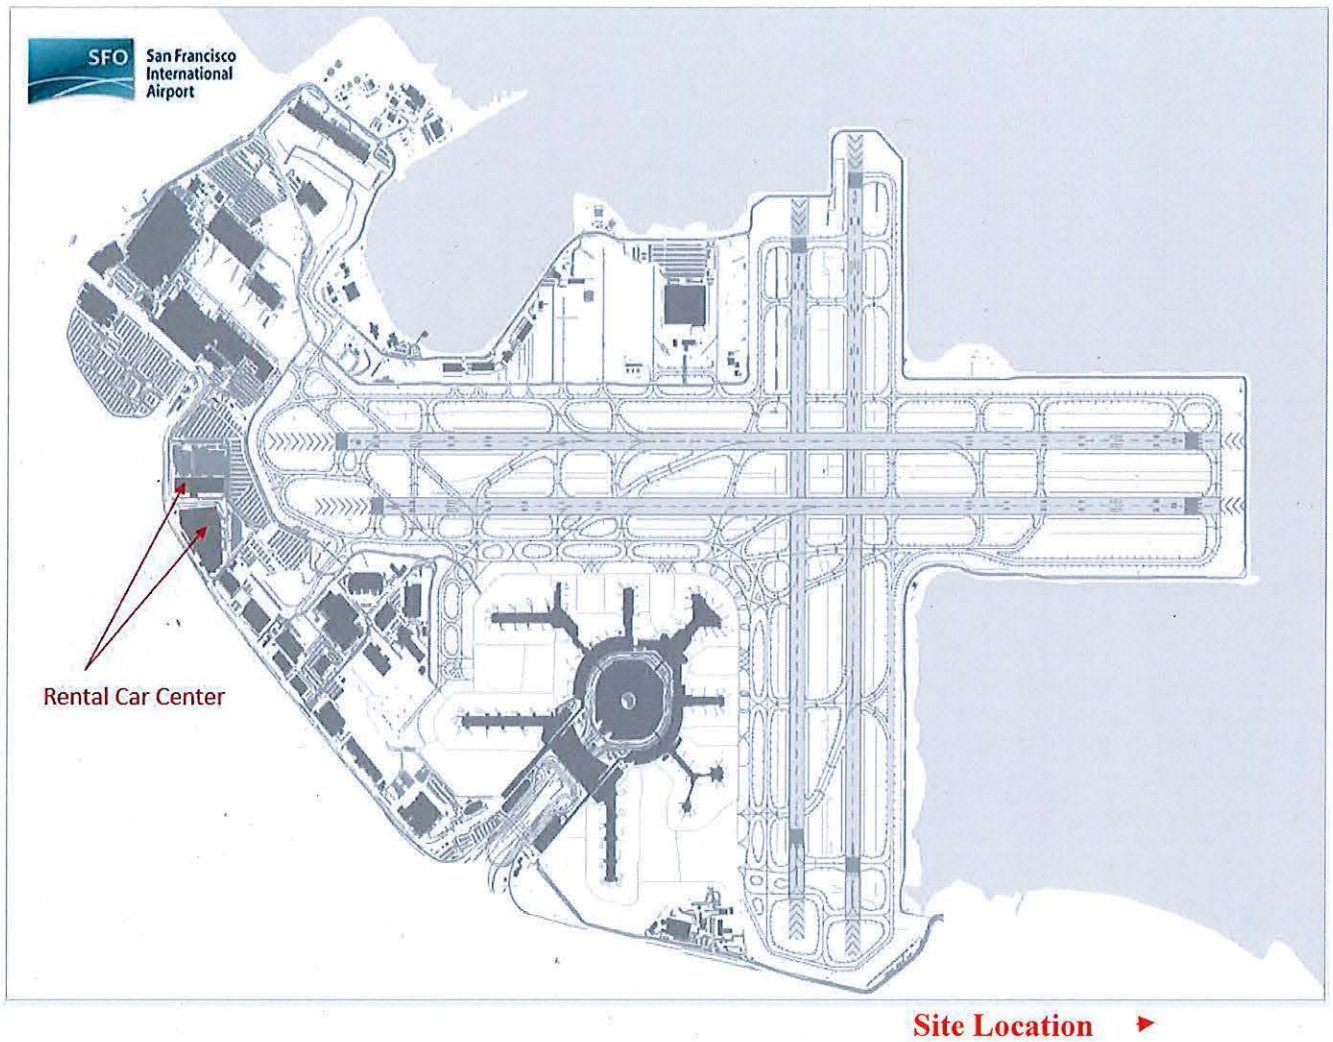 SFO
San Francisco
International
Airport
Rental Car Center
Site Location